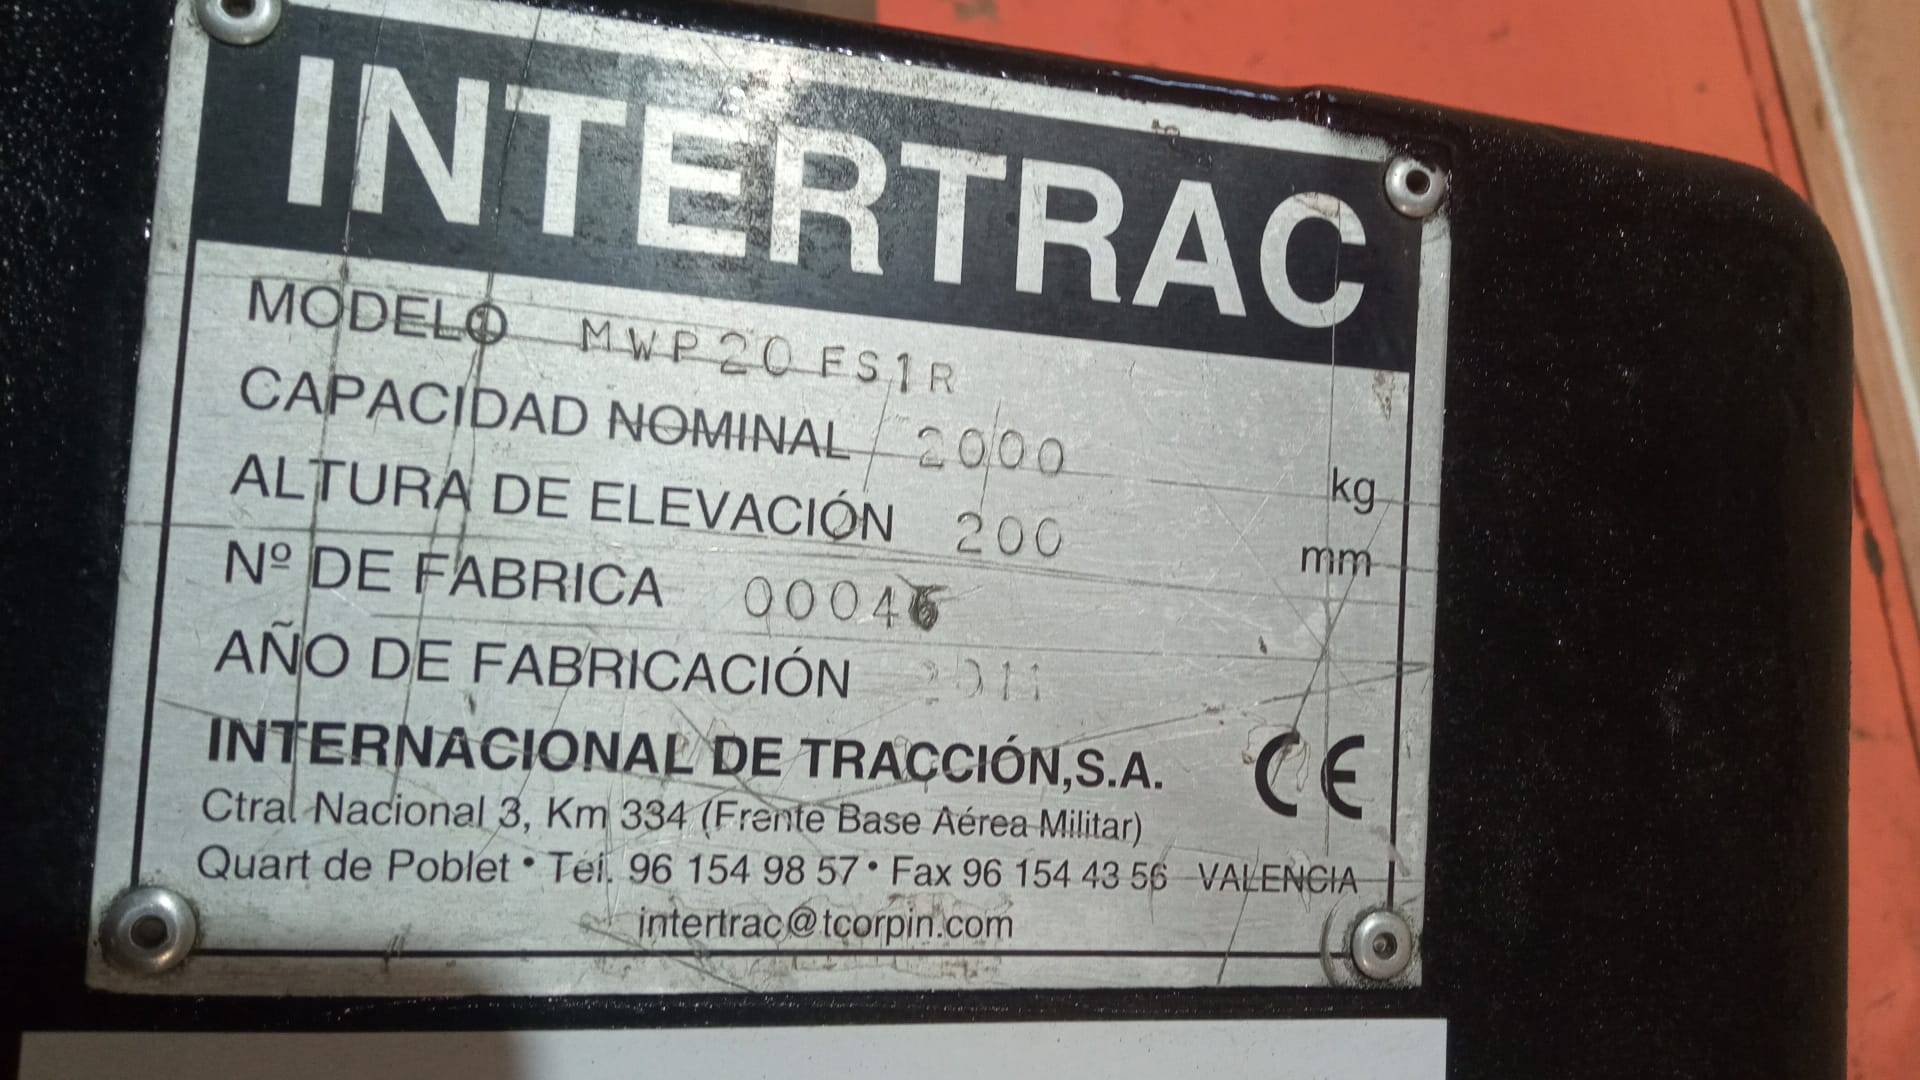 INTERTRAC
MODELO MWP20 FS1R
CAPACIDAD NOMINAL 2000 kg
ALTURA DE ELEVACIÓN 200 mm
Nº DE FABRICA
AÑO DE FABRICACIÓN 2011
INTERNACIONAL DE TRACCIÓN,S.A. CE
Ctral Nacional 3, Km 334 (Frente Base Aérea Militar)
Quart de Poblet • Tel. 96 154 98 57 • Fax 96 154 43 56 VALENCIA
intertrac@tcorpin.com